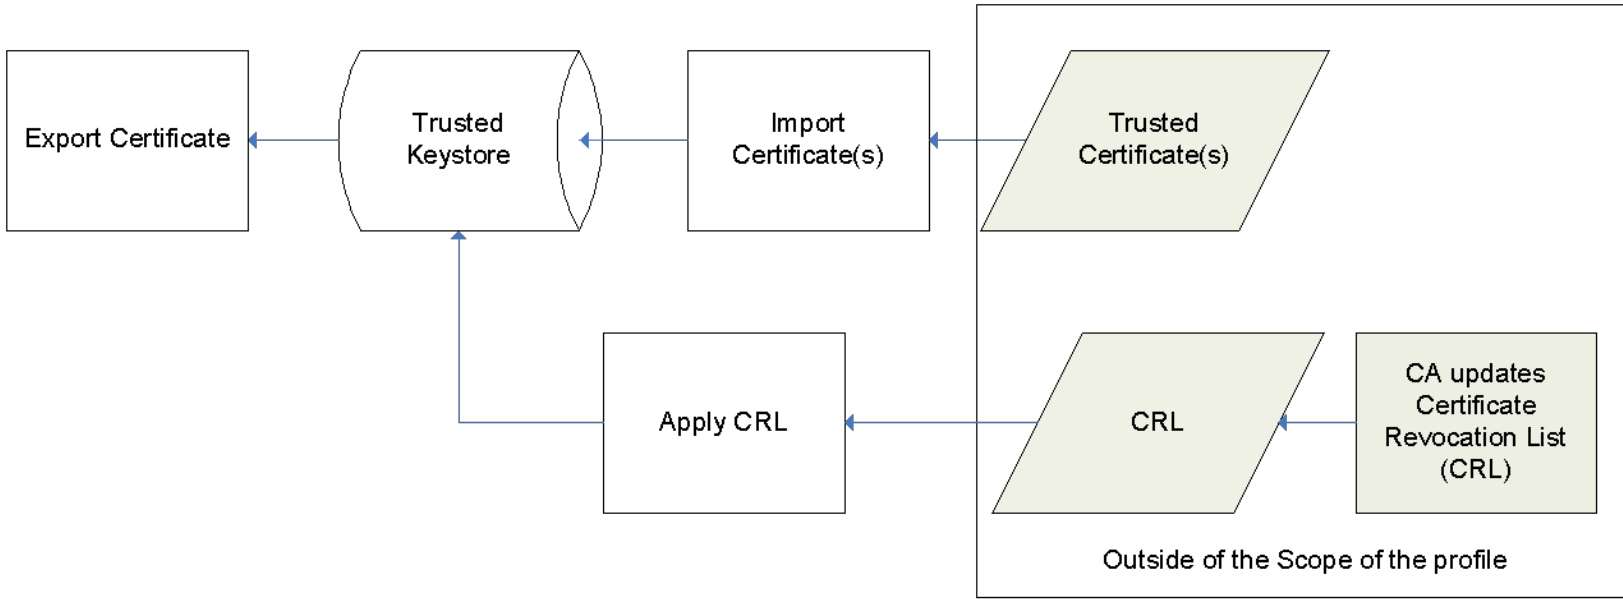 Export Certificate
Trusted
Keystore
Import
Certificate(s)
Trusted
Certificate(s)
Apply CRL
CRL
CA updates
Certificate
Revocation List
(CRL)
Outside of the Scope of the profile